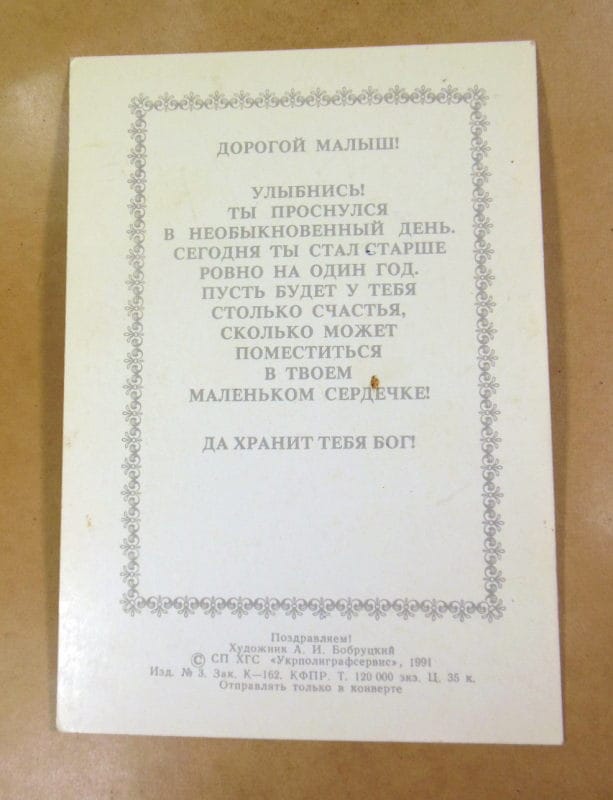 ДОРОГОЙ МАЛЫШ!
УЛЫБНИСЬ!
ТЫ ПРОСНУЛСЯ
В НЕОБЫКНОВЕННЫЙ ДЕНЬ.
СЕГОДНЯ ТЫ СТАЛ СТАРШЕ
РОВНО НА ОДИН ГОД.
ПУСТЬ БУДЕТ У ТЕБЯ
СТОЛЬКО СЧАСТЬЯ,
СКОЛЬКО МОЖЕТ
ПОМЕСТИТЬСЯ
В ТВОЕМ
МАЛЕНЬКОМ СЕРДЕЧКЕ!
ДА ХРАНИТ ТЕБЯ БОГ!
Поздравляем!
Художник А. И. Бобруцкий
© СП ХГС «Укрполиграфсервис», 1991
Изд. № 3. Зак. К—162. КФПР. Т. 120 000 экз. Ц. 35 к.
Отправлять только в конверте